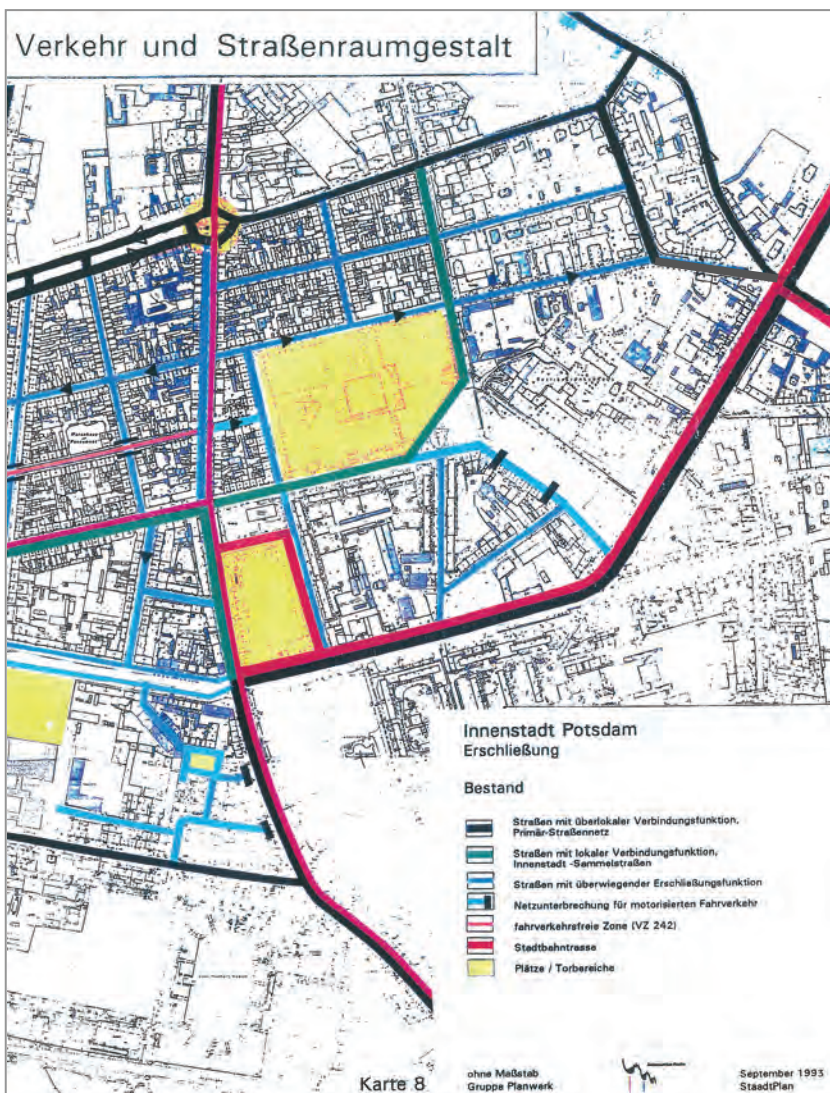 Verkehr und Straßenraumgestalt
Innenstadt Potsdam
Erschließung
Bestand
Straßen mit überlokaler Verbindungsfunktion,
Primär-Straßennetz
Straßen mit lokaler Verbindungsfunktion,
Innenstadt -Sammelstraßen
Straßen mit überwiegender Erschließungsfunktion
Netzunterbrechung für motorisierten Fahrverkehr
fahrverkehrsfreie Zone (VZ 242)
Stadtbahntrasse
Plätze / Torbereiche
Karte 8
ohne Maßstab
Gruppe Planwerk
September 1993
StaadtPlan